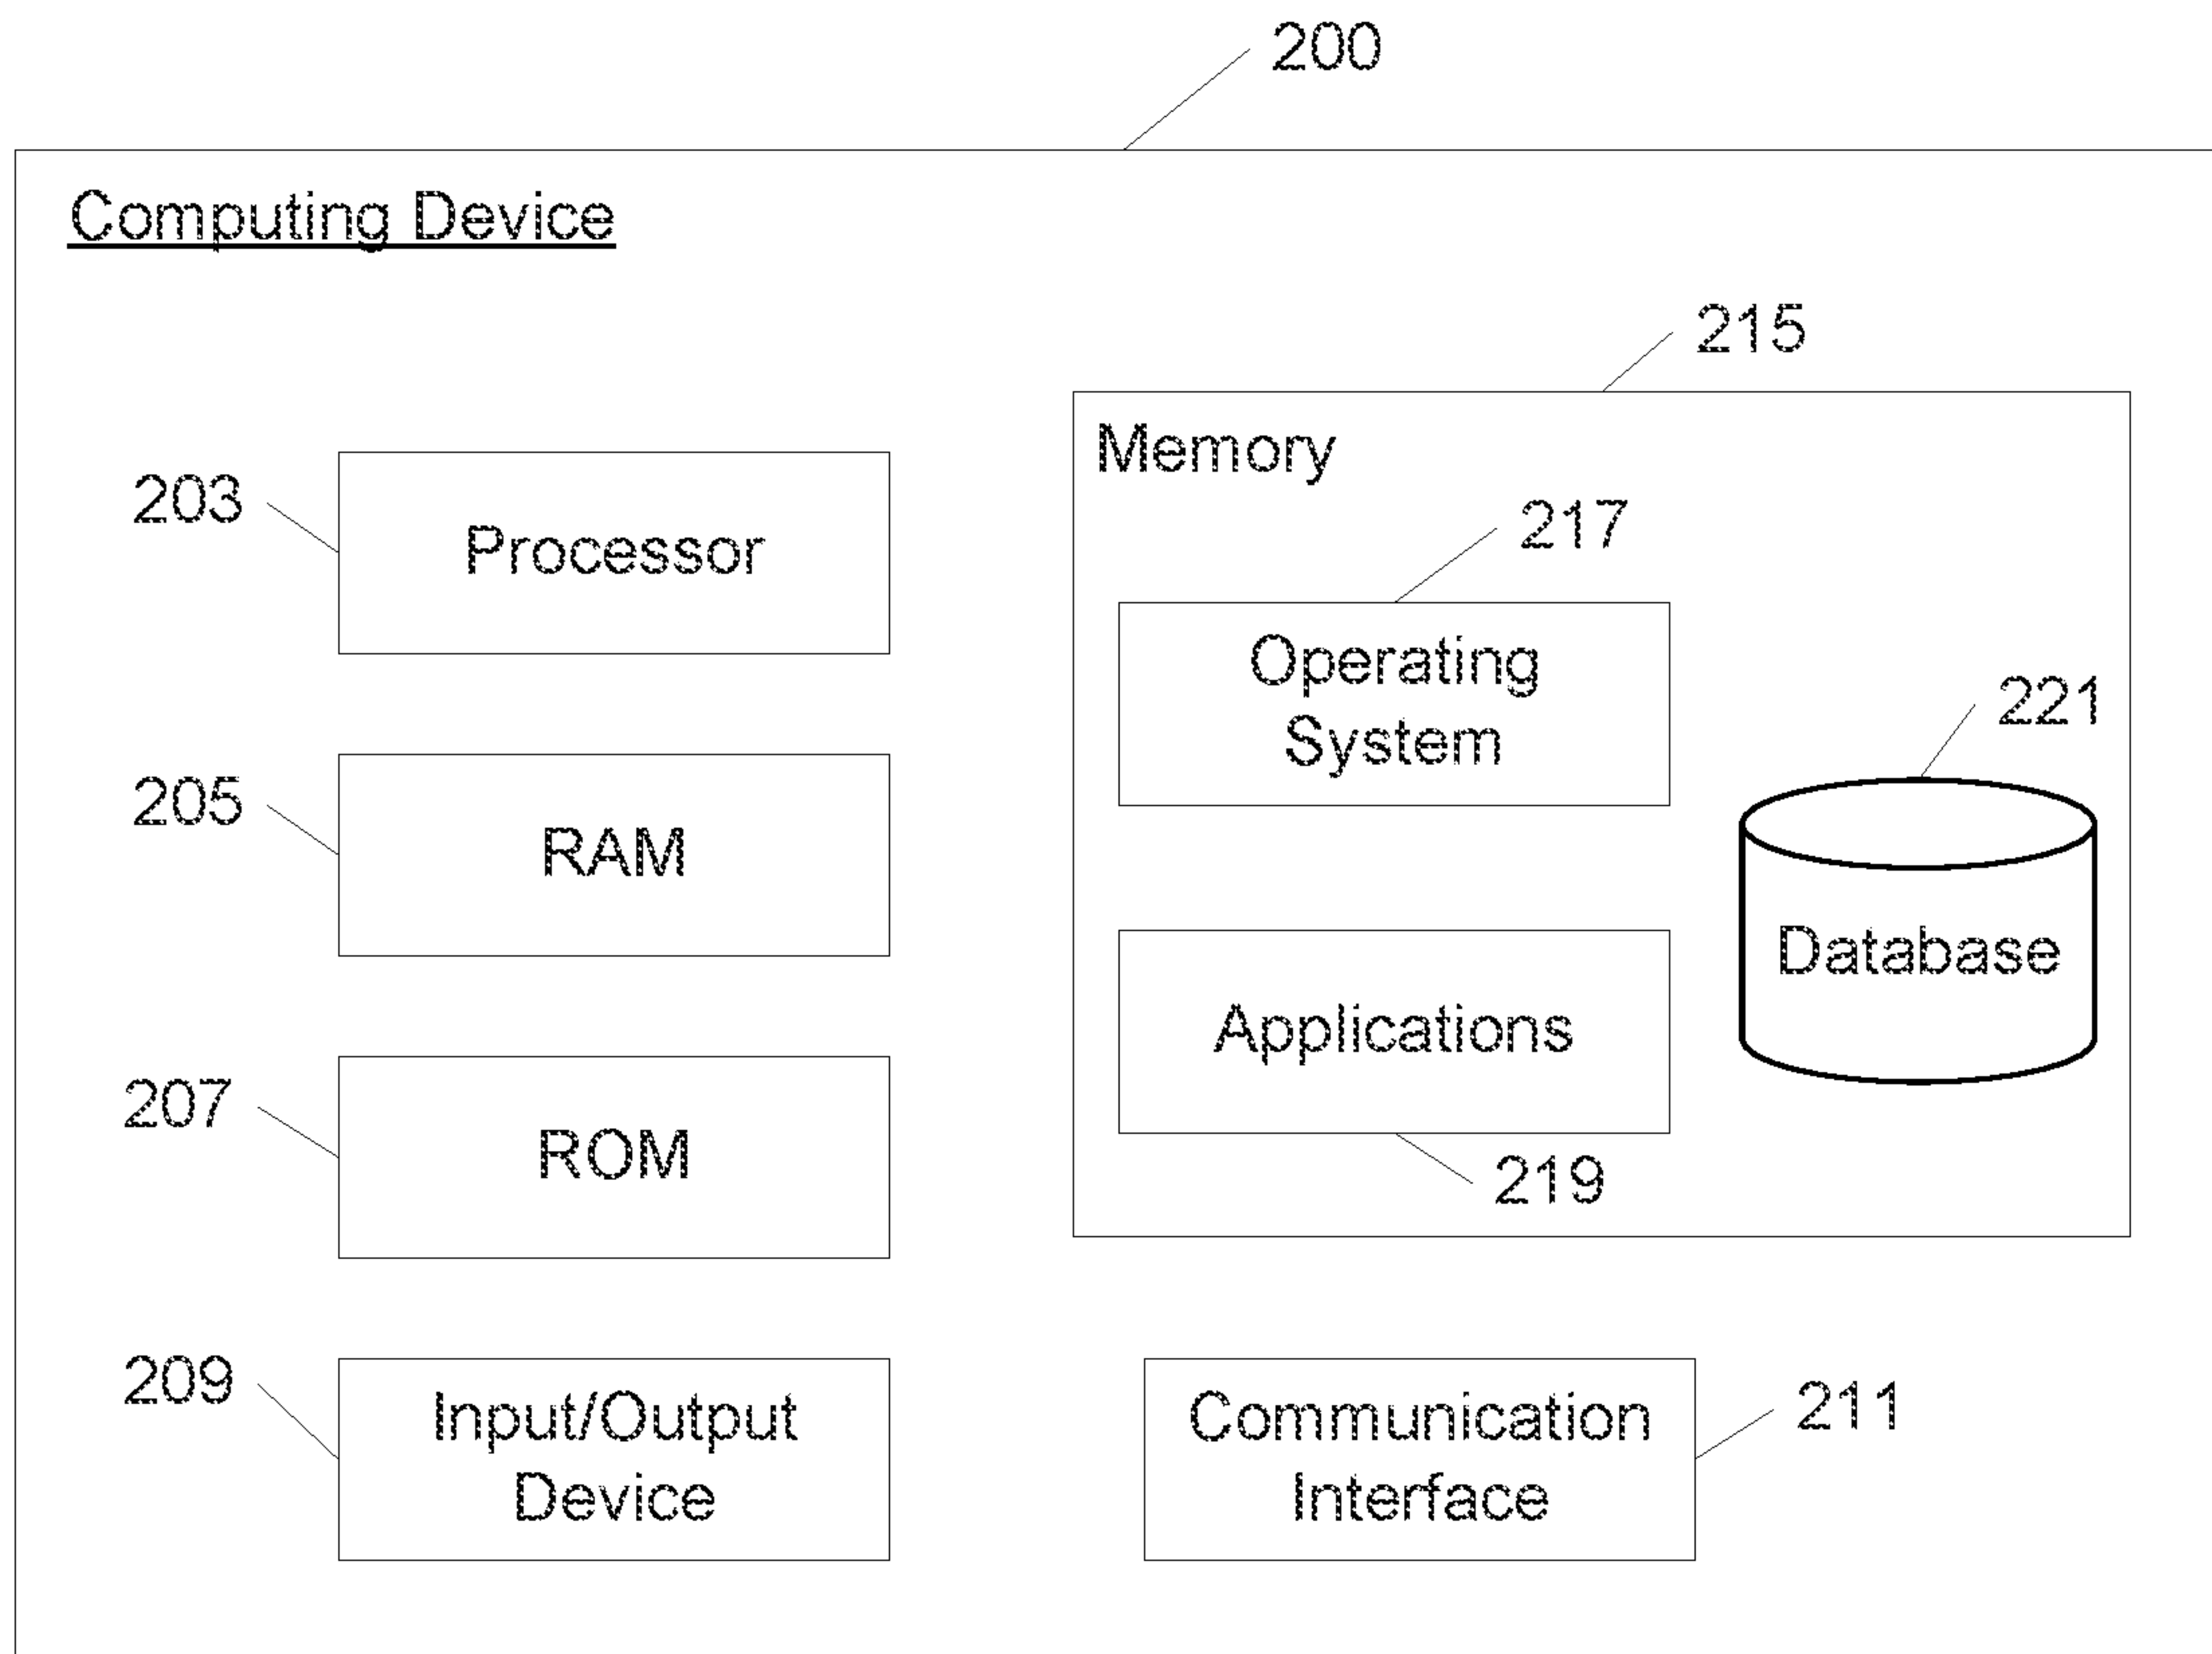 200
Computing Device
215
Memory
203
Processor
217
Operating
System
221
205
RAM
Database
Applications
207
ROM
219
209
Input/Output
Device
Communication
Interface
211